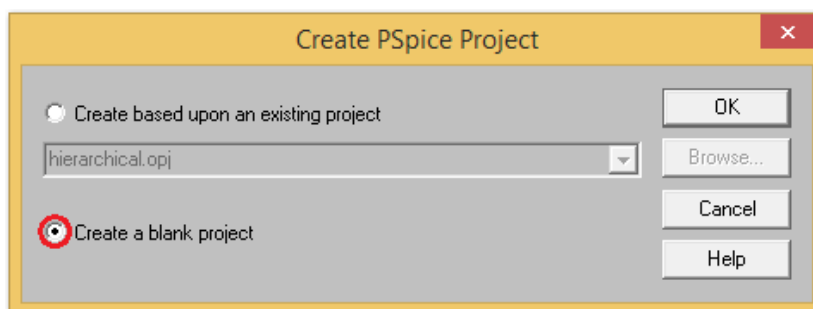 Create PSpice Project
Create based upon an existing project
OK
hierarchical.opj
Browse...
Cancel
Create a blank project
Help